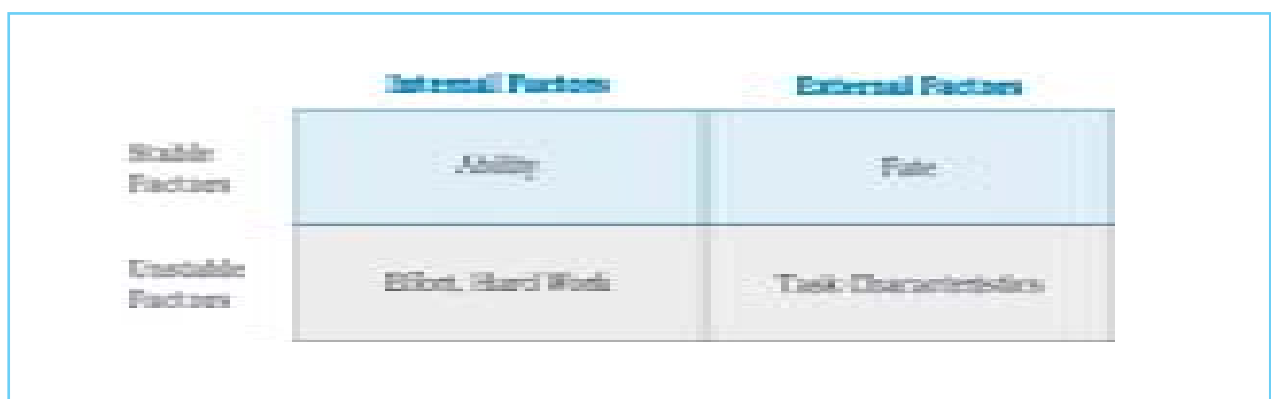 Internal Factors External Factors
Stable
Factors
Ability Fate
Unstable
Factors
Effort, Hard Work Task Characteristics